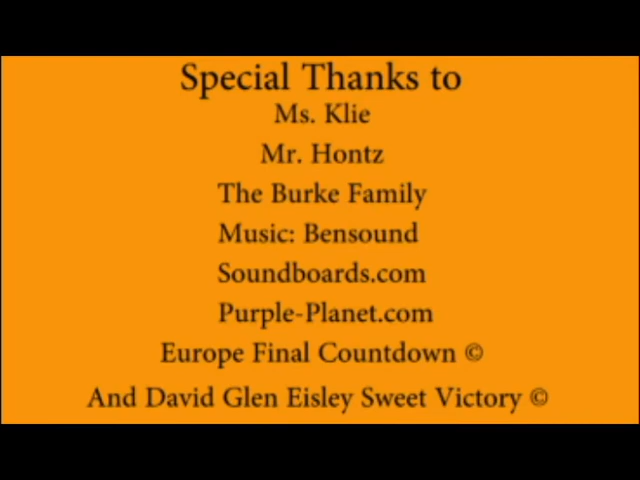 Special Thanks to
Ms. Klie
Mr. Hontz
The Burke Family
Music: Bensound
Soundboards.com
Purple-Planet.com
Europe Final Countdown ©
And David Glen Eisley Sweet Victory ©